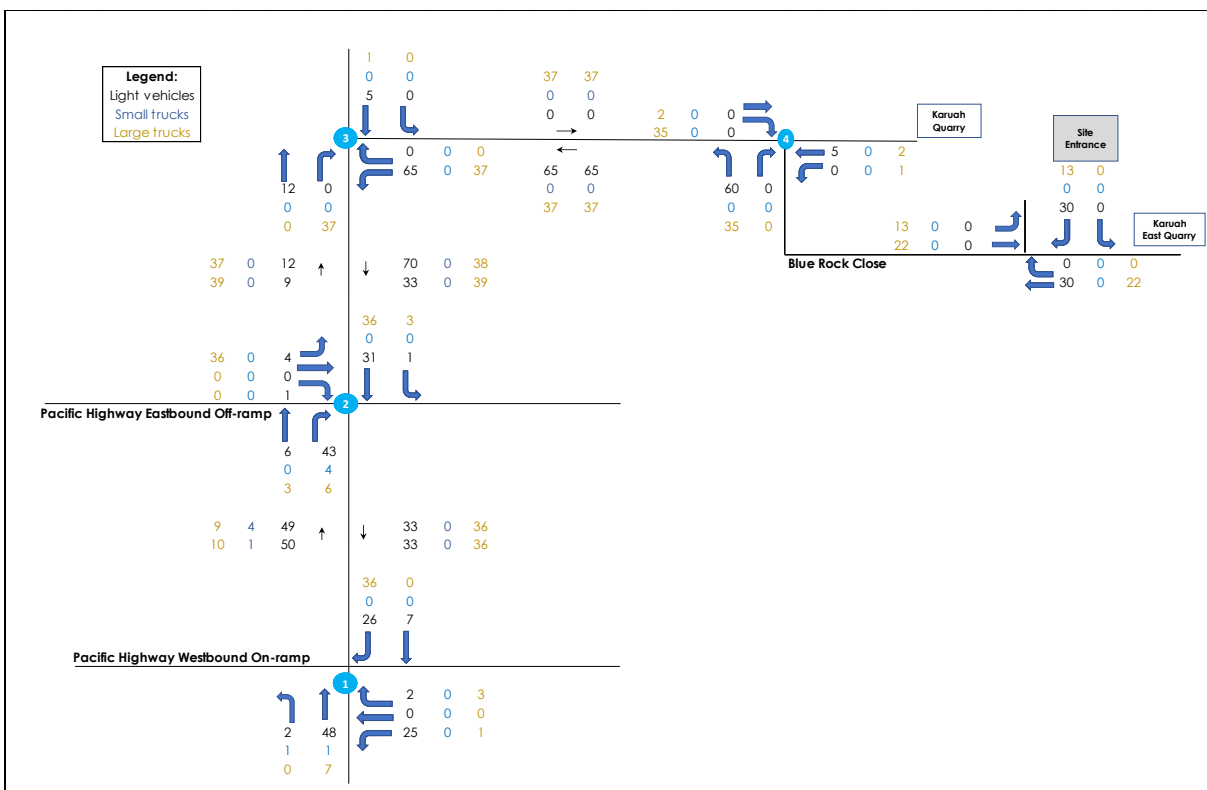 1 0
Legend:
0 0
37 37
Light vehicles
5 0
0 0
Small trucks
0 0
2 0 0
Karuah
Quarry
Large trucks
35 0 0
Site
Entrance
3
4
0 0 0
5 0 2
65 0 37
65 65
0 0 1
13 0
12 0
0 0
60 0
0 0
0 0
37 37
0 0
30 0
0 37
35 0
13 0 0
Karuah
East Quarry
22 0 0
37 0 12
70 0 38
Blue Rock Close
0 0 0
39 0 9
33 0 39
30 0 22
36 3
0 0
36 0 4
31 1
0 0 0
0 0 1
2
Pacific Highway Eastbound Off-ramp
6 43
0 4
3 6
9 4 49
33 0 36
10 1 50
33 0 36
36 0
0 0
26 7
Pacific Highway Westbound On-ramp
1
2 0 3
0 0 0
2 48
25 0 1
1 1
0 7